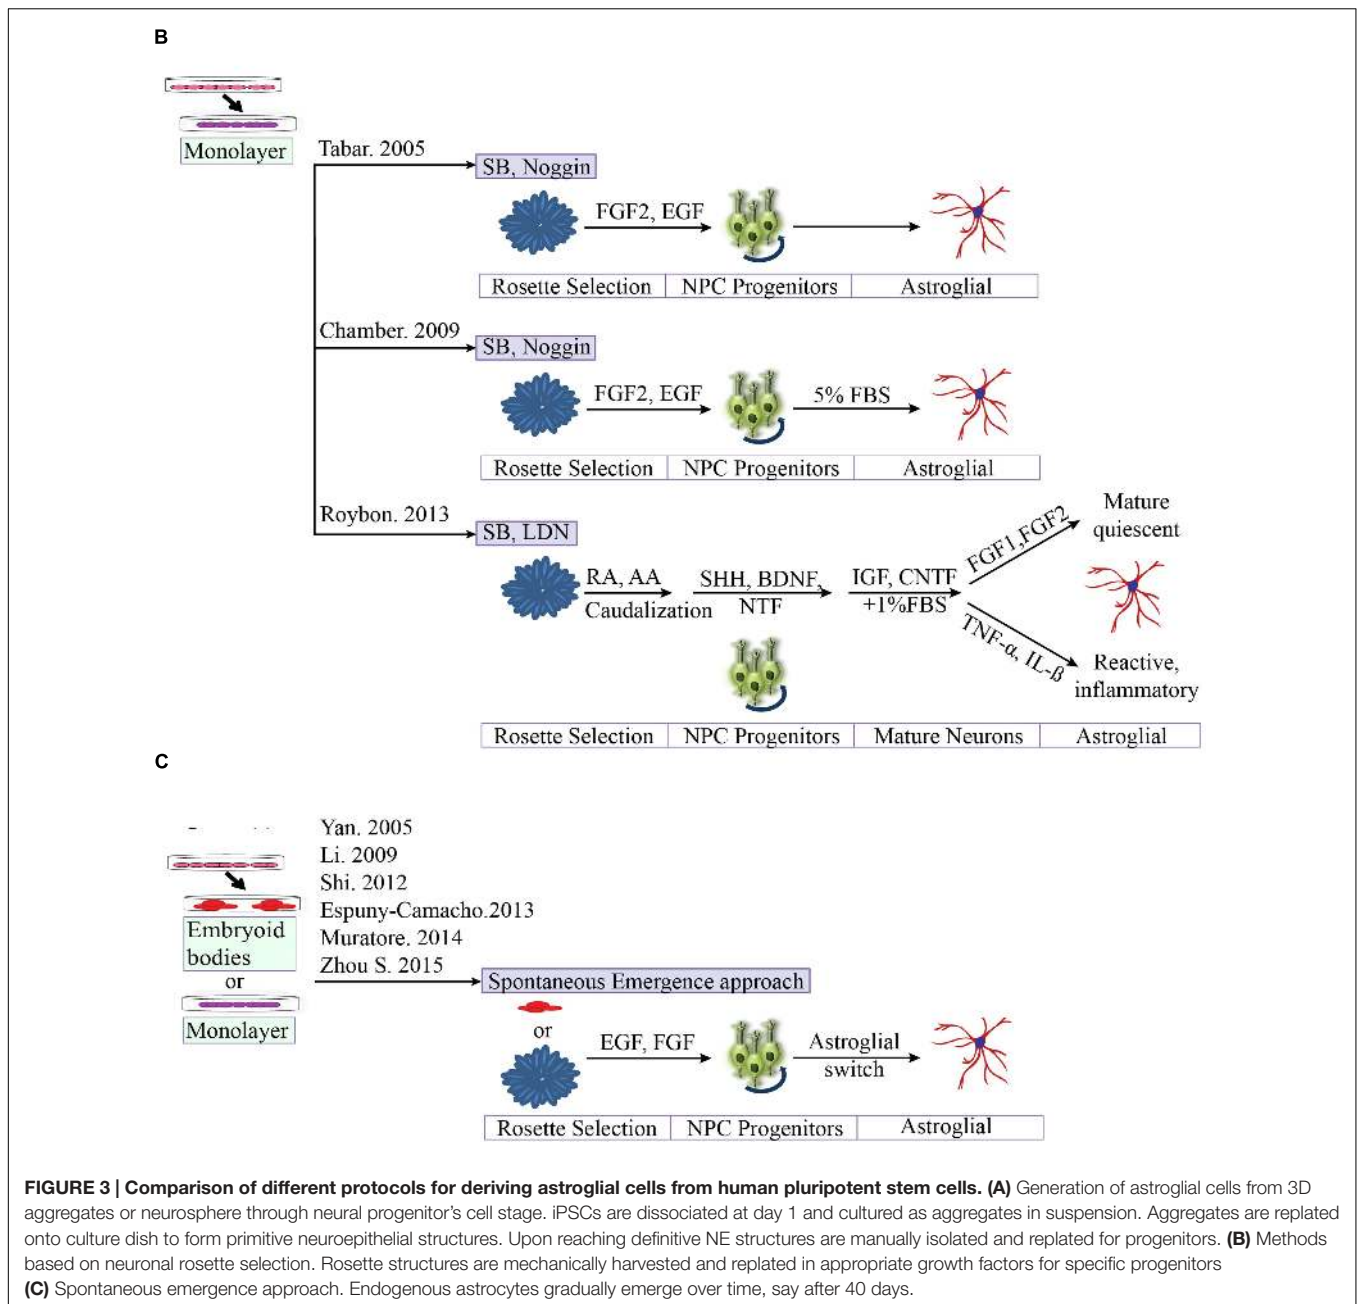 B
Monolayer
Tabar. 2005
SB, Noggin
FGF2, EGF
Rosette Selection
NPC Progenitors
Astroglial
Chamber. 2009
SB, Noggin
FGF2, EGF
5% FBS
Rosette Selection
NPC Progenitors
Astroglial
Roybon. 2013
SB, LDN
RA, AA
Caudalization
SHH, BDNF,
NTF
IGF, CNTF
+1%FBS
FGF1,FGF2
Mature
quiescent
TNF-α, IL-ß
Reactive,
inflammatory
Rosette Selection
NPC Progenitors
Mature Neurons
Astroglial
C
Embryoid
bodies
or
Monolayer
Yan. 2005
Li. 2009
Shi. 2012
Espuny-Camacho.2013
Muratore. 2014
Zhou S. 2015
Spontaneous Emergence approach
or
EGF, FGF
Astroglial
switch
Rosette Selection
NPC Progenitors
Astroglial
FIGURE 3 | Comparison of different protocols for deriving astroglial cells from human pluripotent stem cells. (A) Generation of astroglial cells from 3D
aggregates or neurosphere through neural progenitor's cell stage. iPSCs are dissociated at day 1 and cultured as aggregates in suspension. Aggregates are replated
onto culture dish to form primitive neuroepithelial structures. Upon reaching definitive NE structures are manually isolated and replated for progenitors. (B) Methods
based on neuronal rosette selection. Rosette structures are mechanically harvested and replated in appropriate growth factors for specific progenitors
(C) Spontaneous emergence approach. Endogenous astrocytes gradually emerge over time, say after 40 days.